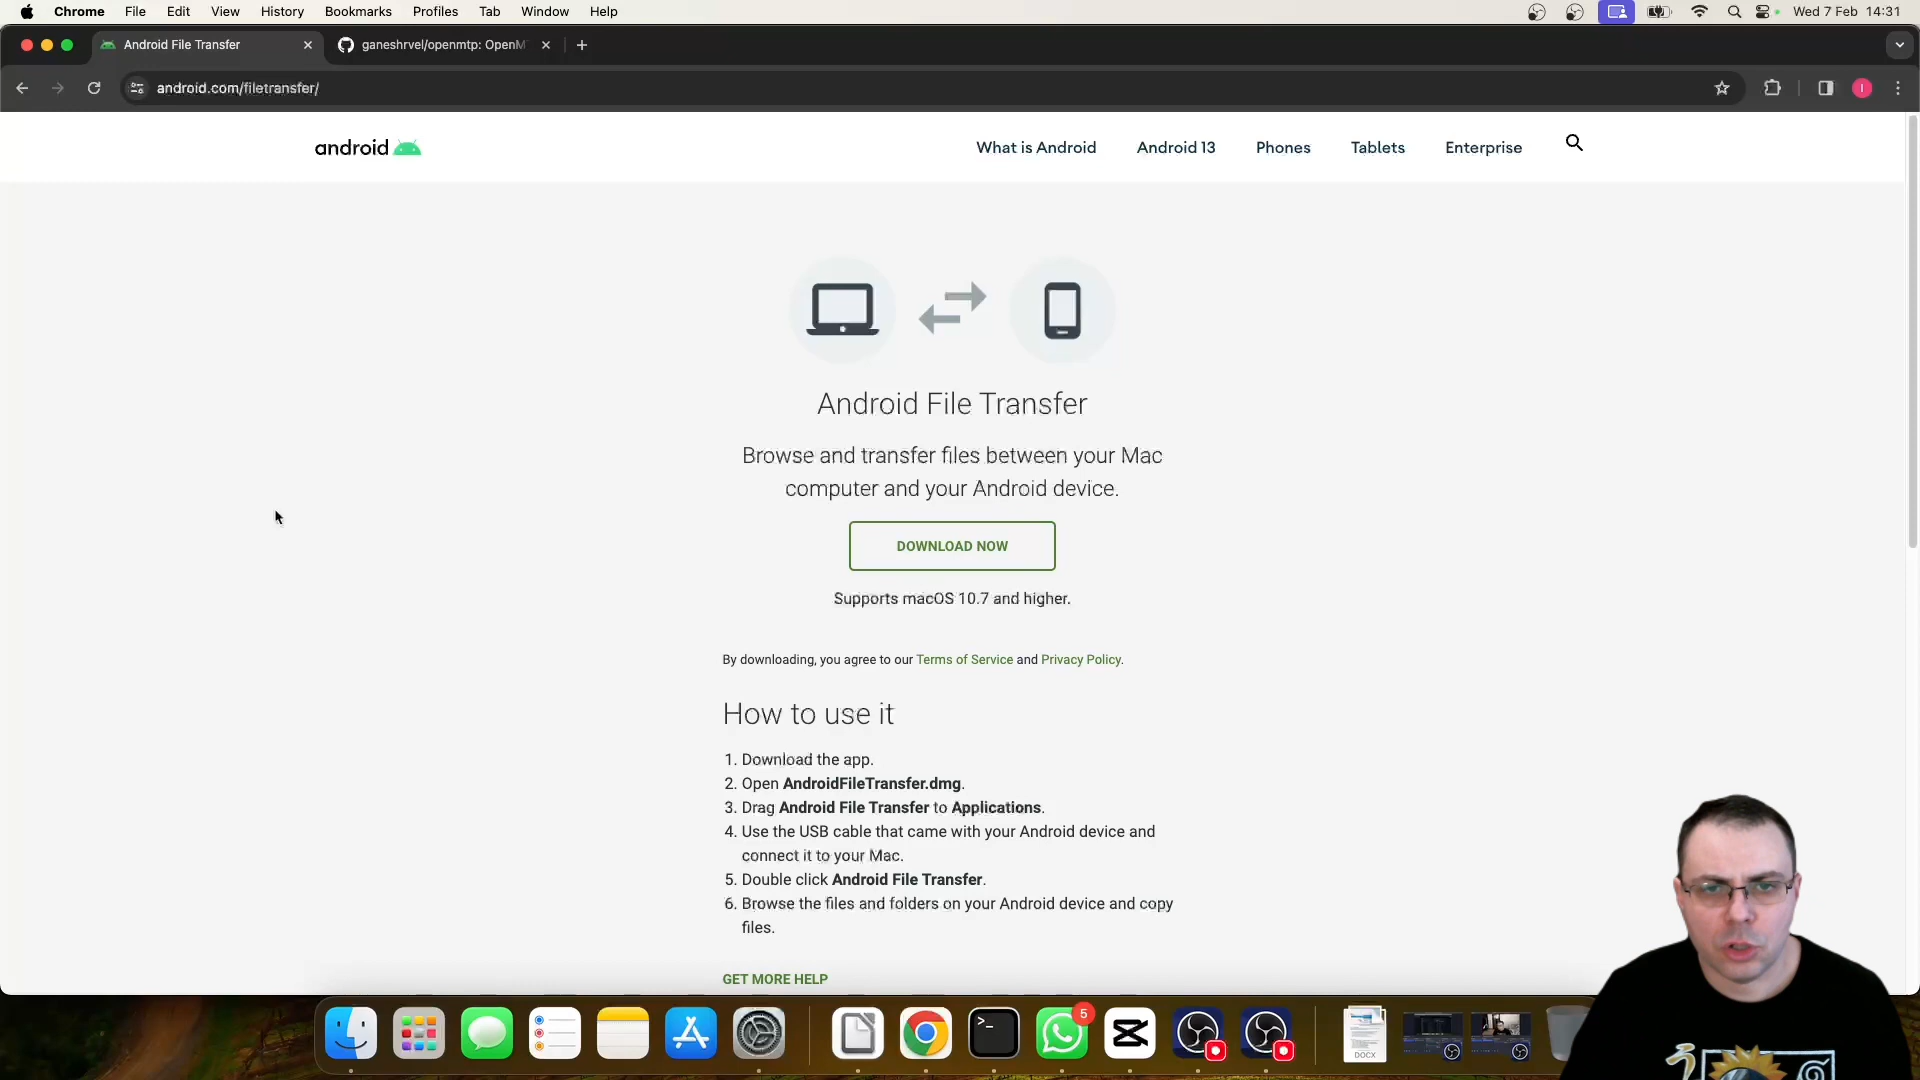 Chrome File Edit View History Bookmarks Profiles Tab Window Help Wed 7 Feb 14:31
Android File Transfer ganeshrvel/openmtp: OpenM
android.com/filetransfer/ I
android What is Android Android 13 Phones Tablets Enterprise
Android File Transfer
Browse and transfer files between your Mac
computer and your Android device.
DOWNLOAD NOW
Supports macOS 10.7 and higher.
By downloading, you agree to our Terms of Service and Privacy Policy.
How to use it
1. Download the app.
2. Open AndroidFileTransfer.dmg.
3. Drag Android File Transfer to Applications.
4. Use the USB cable that came with your Android device and
connect it to your Mac.
5. Double click Android File Transfer.
6. Browse the files and folders on your Android device and copy
files.
GET MORE HELP
5
DOCX